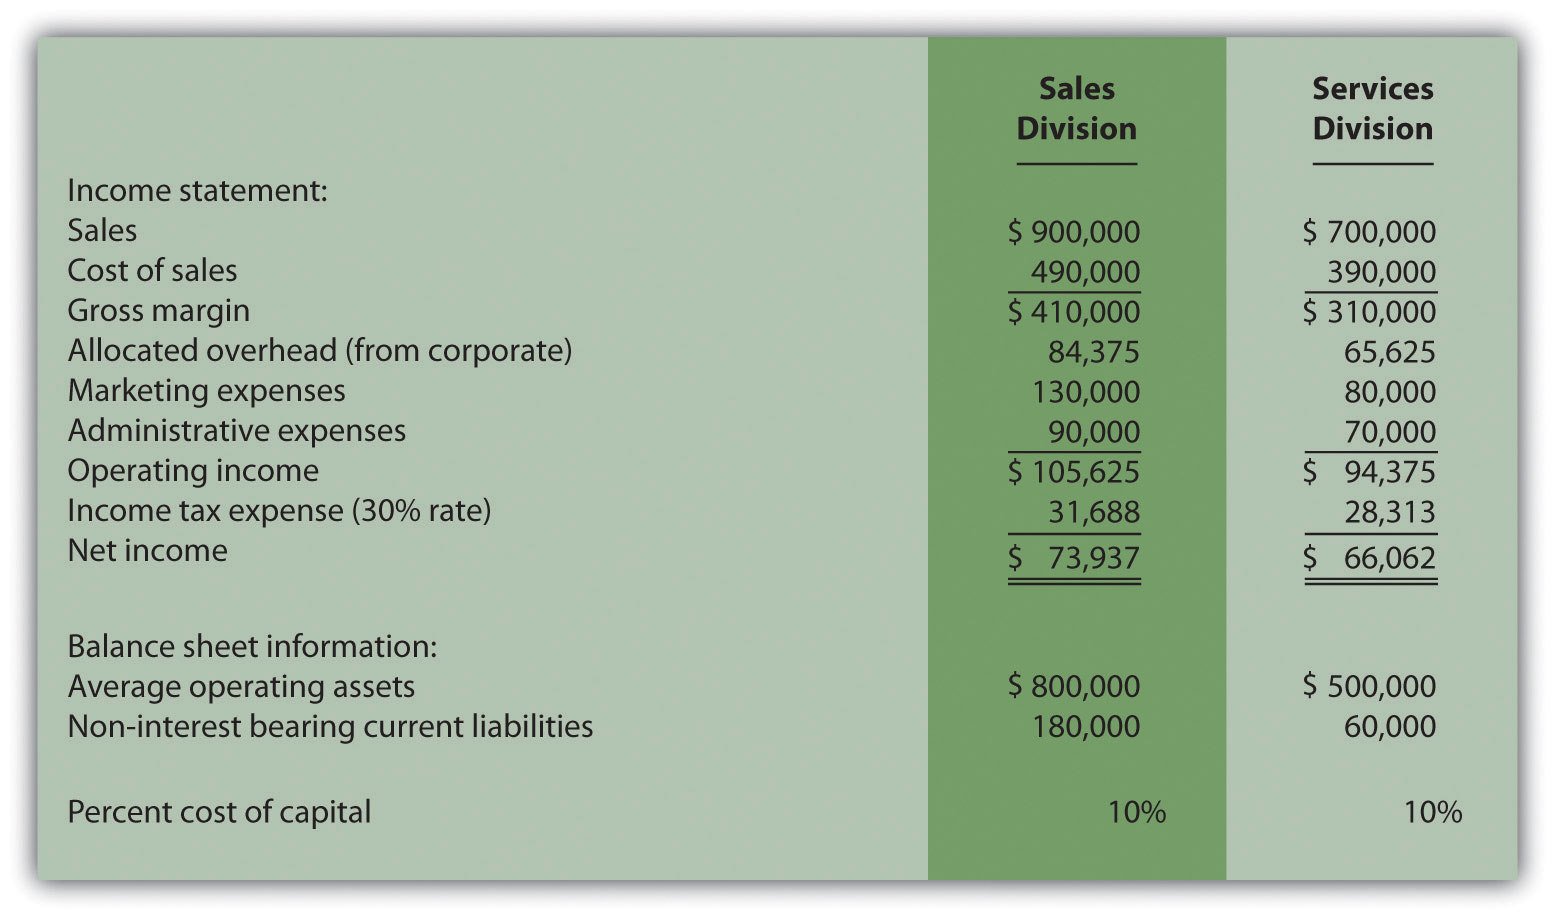 Sales Services
Division Division
Income statement:
Sales $ 900,000 $ 700,000
Cost of sales 490,000 390,000
Gross margin $ 410,000 $ 310,000
Allocated overhead (from corporate) 84,375 65,625
Marketing expenses 130,000 80,000
Administrative expenses 90,000 70,000
Operating income $ 105,625 $ 94,375
Income tax expense (30% rate) 31,688 28,313
Net income $ 73,937 $ 66,062
Balance sheet information:
Average operating assets $ 800,000 $ 500,000
Non-interest bearing current liabilities 180,000 60,000
Percent cost of capital 10% 10%